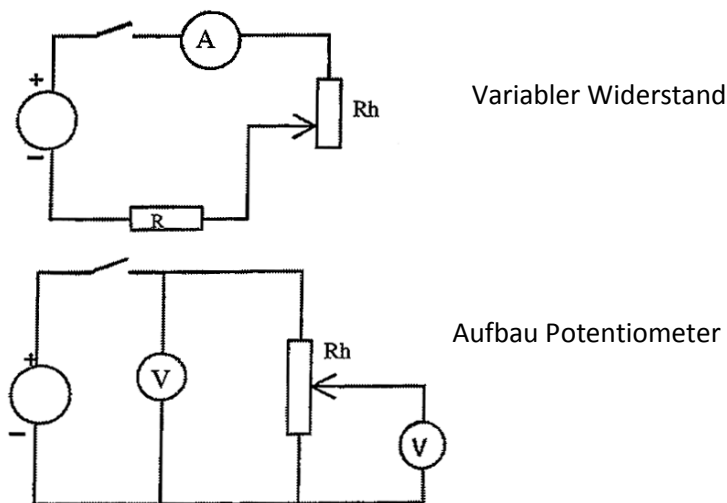 A
+
Rh
Variabler Widerstand
−
R
Aufbau Potentiometer
Rh
+
V
−
V